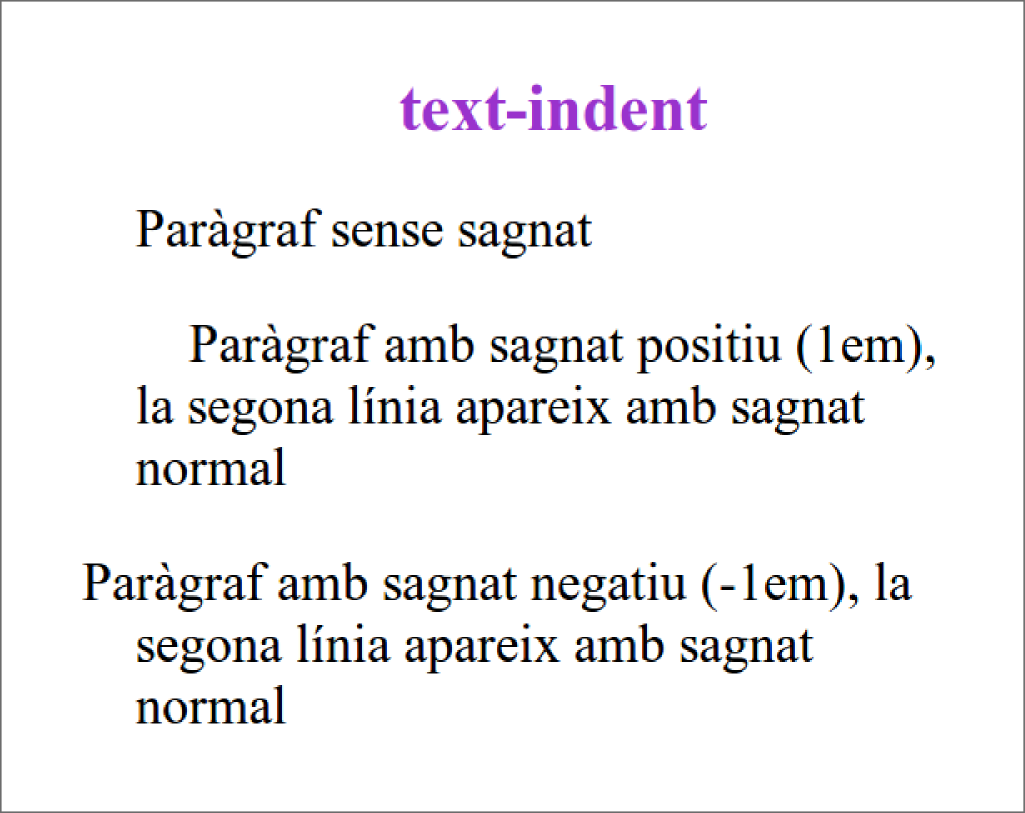 text-indent
Paràgraf sense sagnat
Paràgraf amb sagnat positiu (1em),
la segona línia apareix amb sagnat
normal
Paràgraf amb sagnat negatiu (-1em), la
segona línia apareix amb sagnat
normal